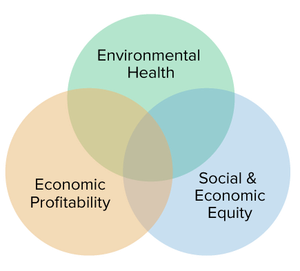 Environmental
Health
Economic
Profitability
Social &
Economic
Equity